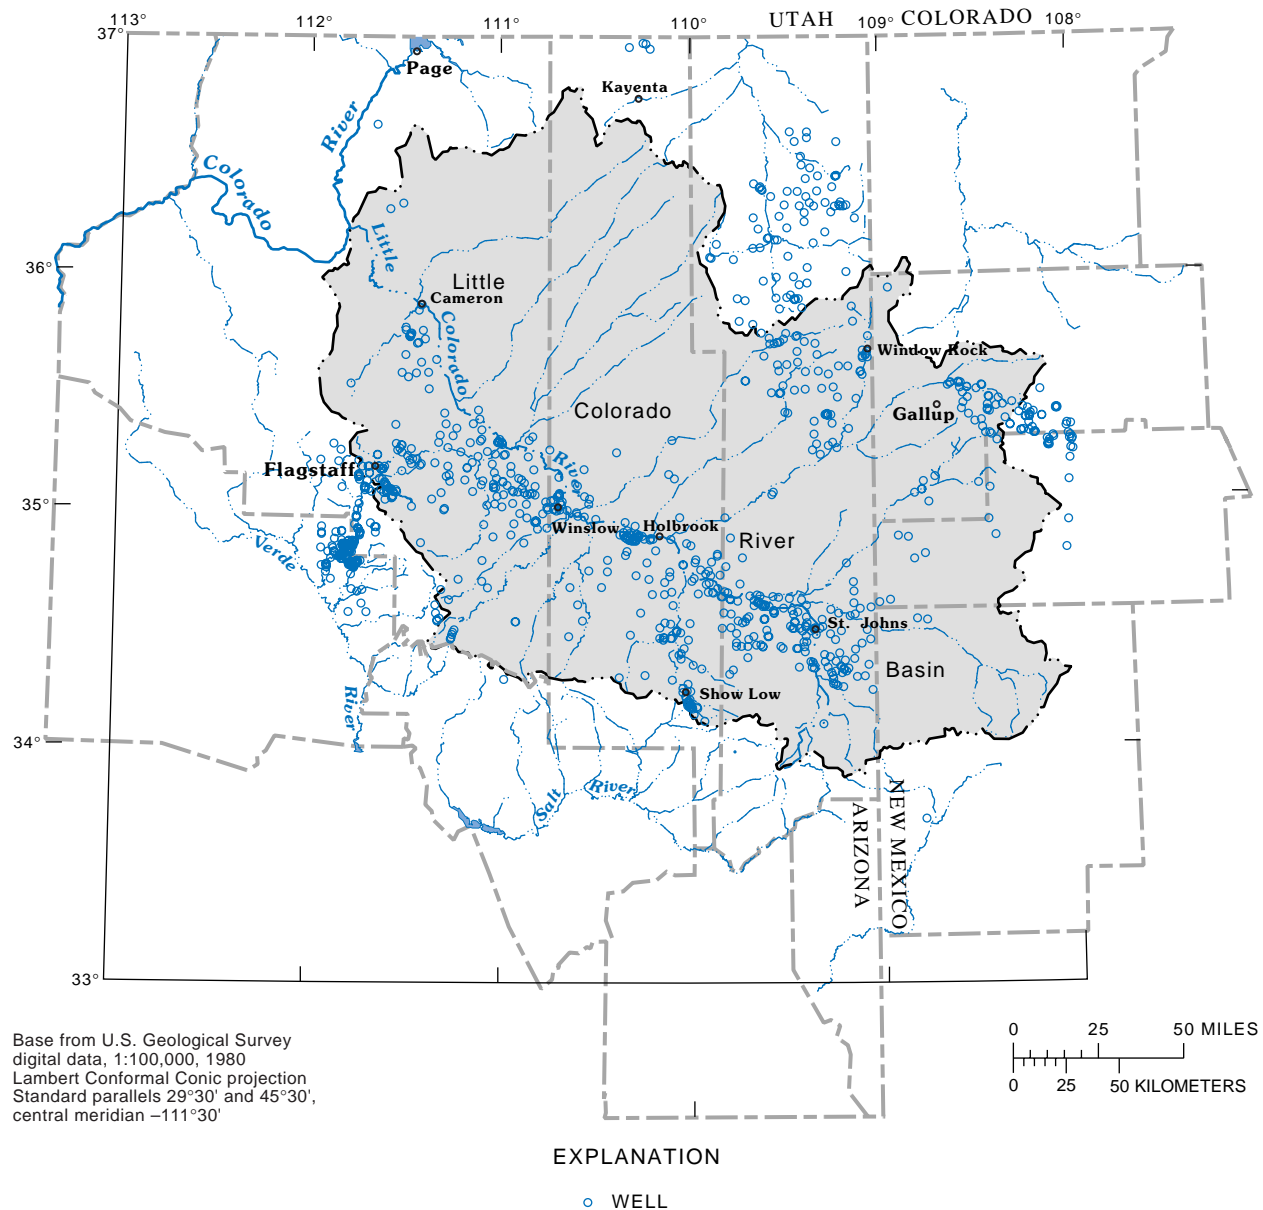 113°
112°
111°
110°
UTAH
109°
COLORADO
108°
37°
Page
Kayenta
River
Colorado
Little
36°
Little
Cameron
Colorado
Window Rock
Colorado
Gallup
Flagstaff
River
35°
Winslow
Holbrook
River
Verde
St. Johns
Basin
River
Show Low
34°
Salt
River
NEW MEXICO
ARIZONA
33°
Base from U.S. Geological Survey
digital data, 1:100,000, 1980
Lambert Conformal Conic projection
Standard parallels 29°30' and 45°30',
central meridian –111°30'
0 25 50 MILES
0 25 50 KILOMETERS
EXPLANATION
WELL